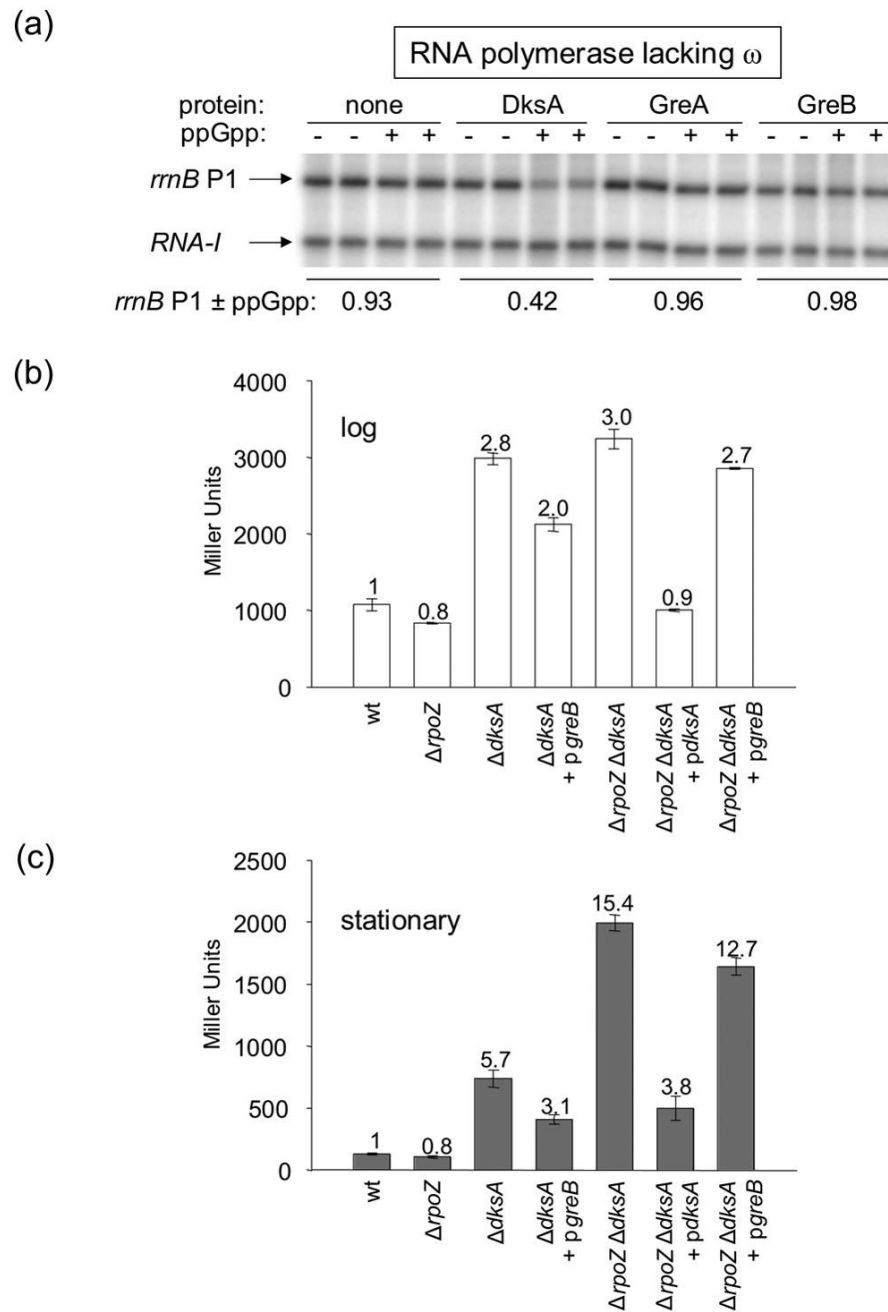 (a)
RNA polymerase lacking ω
protein: none DksA GreA GreB
ppGpp: - - + + - - + + - - + + - - + +
rrnB P1
RNA-I
rrnB P1 ± ppGpp: 0.93 0.42 0.96 0.98
(b)
log
Miller Units
4000
3000
2000
1000
0
1
0.8
2.8
2.0
3.0
0.9
2.7
wt
ΔrpoZ
ΔdksA
ΔdksA
+ pgreB
ΔrpoZ ΔdksA
ΔrpoZ ΔdksA
+ pdksA
ΔrpoZ ΔdksA
+ pgreB
(c)
stationary
Miller Units
2500
2000
1500
1000
500
0
1
0.8
5.7
3.1
15.4
3.8
12.7
wt
ΔrpoZ
ΔdksA
ΔdksA
+ pgreB
ΔrpoZ ΔdksA
ΔrpoZ ΔdksA
+ pdksA
ΔrpoZ ΔdksA
+ pgreB